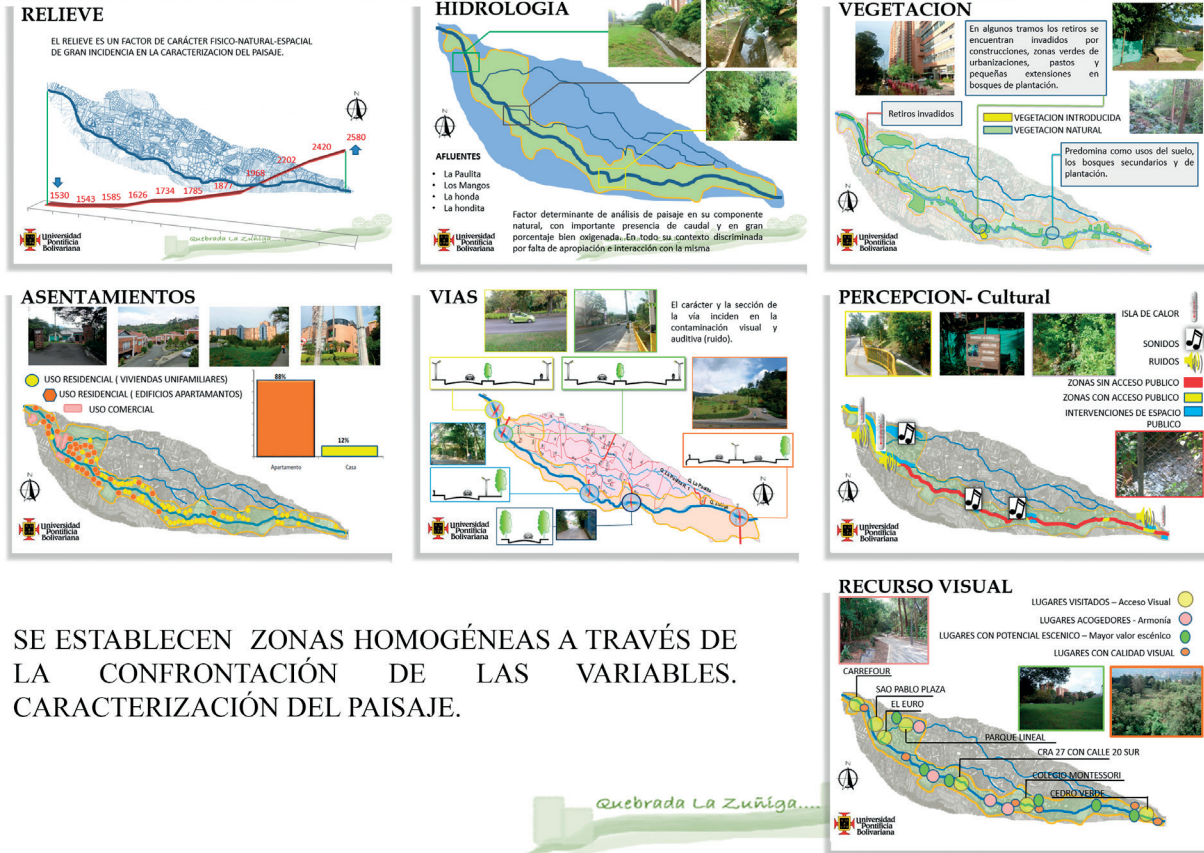 RELIEVE
EL RELIEVE ES UN FACTOR DE CARÁCTER FISICO-NATURAL-ESPACIAL
DE GRAN INCIDENCIA EN LA CARACTERIZACION DEL PAISAJE.
N
2580
2420
2202
1965
1877
1785
1734
1626
1585
1543
1530
Quebrada La Zuñiga
Universidad
Pontificia
Bolivariana
HIDROLOGIA
N
AFLUENTES
• La Paulita
• Los Mangos
• La honda
• La hondita
Factor determinante de análisis de paisaje en su componente
natural, con importante presencia de caudal y en gran
porcentaje bien oxigenada. En todo su contexto discriminada
por falta de apropiación e interacción con la misma
Universidad
Pontificia
Bolivariana
VEGETACION
En algunos tramos los retiros se
encuentran invadidos por
construcciones, zonas verdes de
urbanizaciones, pastos y
pequeñas extensiones en
bosques de plantación.
Retiros invadidos
VEGETACION INTRODUCIDA
VEGETACION NATURAL
Predomina como usos del suelo,
los bosques secundarios y de
plantación.
N
Universidad
Pontificia
Bolivariana
ASENTAMIENTOS
USO RESIDENCIAL ( VIVIENDAS UNIFAMILIARES)
USO RESIDENCIAL ( EDIFICIOS APARTAMANTOS)
USO COMERCIAL
88%
12%
Apartamento
Casa
N
Universidad
Pontificia
Bolivariana
VIAS
El carácter y la sección de
la vía inciden en la
contaminación visual y
auditiva (ruido).
Q. La Paulita
N
Universidad
Pontificia
Bolivariana
PERCEPCION- Cultural
ISLA DE CALOR
SONIDOS
RUIDOS
ZONAS SIN ACCESO PUBLICO
ZONAS CON ACCESO PUBLICO
INTERVENCIONES DE ESPACIO
PUBLICO
N
Universidad
Pontificia
Bolivariana
SE ESTABLECEN ZONAS HOMOGÉNEAS A TRAVÉS DE
LA CONFRONTACIÓN DE LAS VARIABLES.
CARACTERIZACIÓN DEL PAISAJE.
RECURSO VISUAL
LUGARES VISITADOS – Acceso Visual
LUGARES ACOGEDORES - Armonía
LUGARES CON POTENCIAL ESCENICO – Mayor valor escénico
LUGARES CON CALIDAD VISUAL
CARREFOUR
SAO PABLO PLAZA
EL EURO
PARQUE LINEAL
CRA 27 CON CALLE 20 SUR
COLEGIO MONTESSORI
CEDRO VERDE
N
Quebrada La Zuñiga....
Universidad
Pontificia
Bolivariana